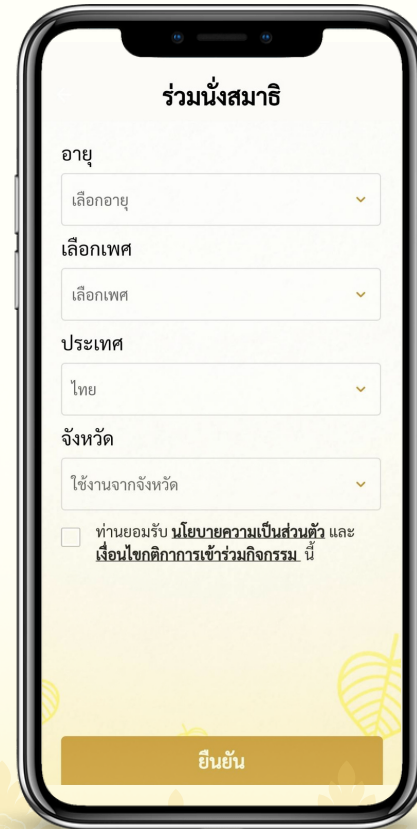 ร่วมนั่งสมาธิ
อายุ
เลือกอายุ
เลือกเพศ
เลือกเพศ
ประเทศ
ไทย
จังหวัด
ใช้งานจากจังหวัด
ท่านยอมรับ นโยบายความเป็นส่วนตัว และ
เงื่อนไขกติกาการเข้าร่วมกิจกรรม นี้
ยืนยัน